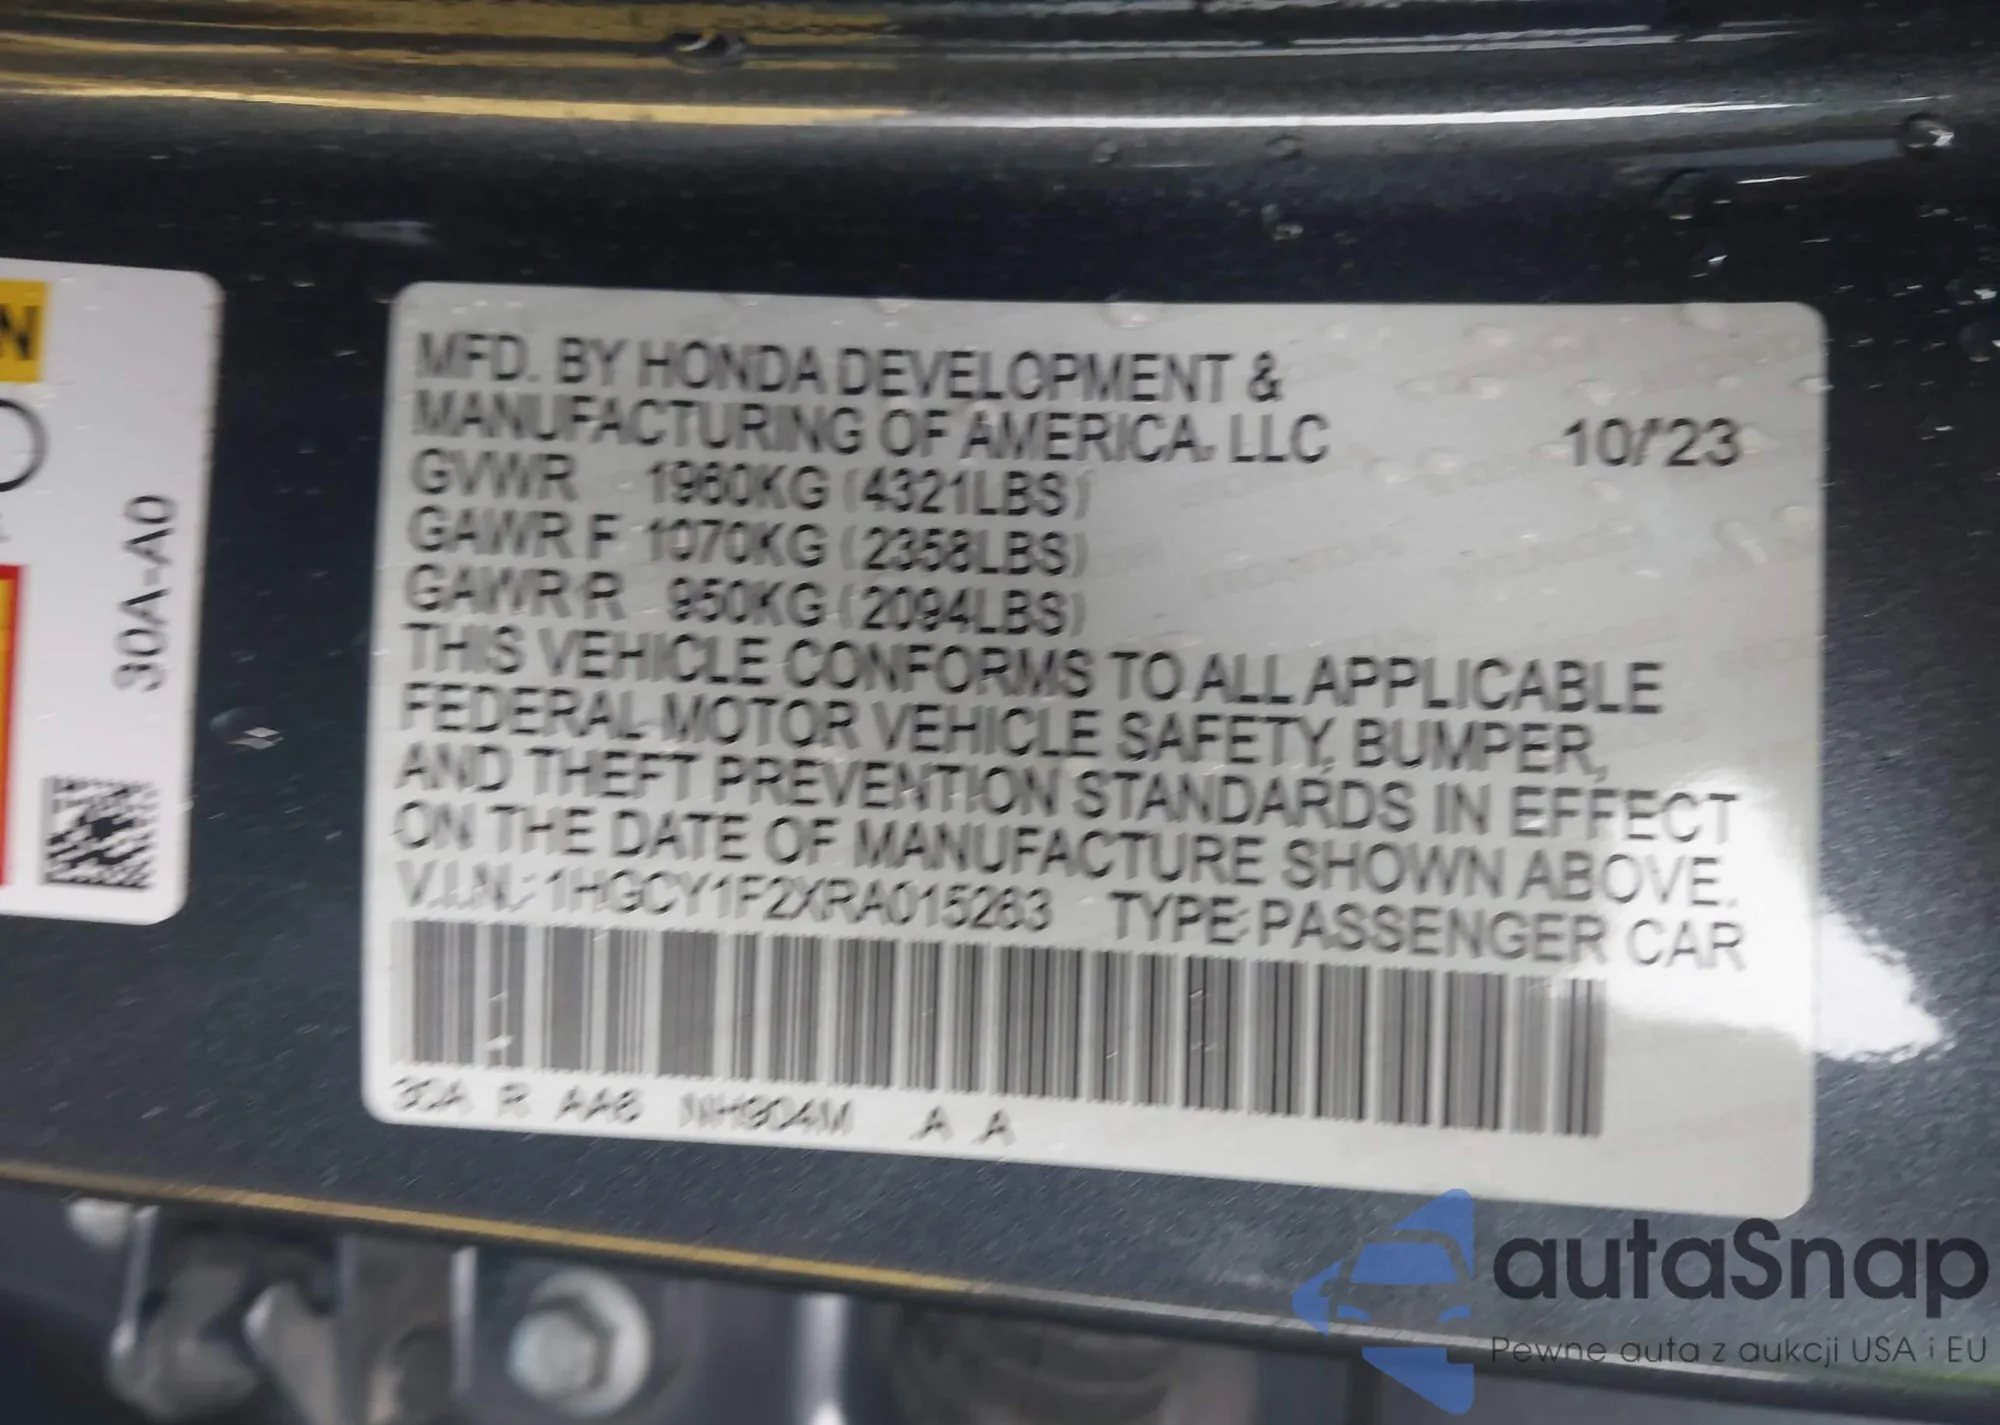 N
30A-A0
MFD. BY HONDA DEVELOPMENT &
MANUFACTURING OF AMERICA, LLC 10/'23
GVWR 1960KG (4321LBS)
GAWR F 1070KG (2358LBS)
GAWR R 950KG (2094LBS)
THIS VEHICLE CONFORMS TO ALL APPLICABLE
FEDERAL MOTOR VEHICLE SAFETY, BUMPER,
AND THEFT PREVENTION STANDARDS IN EFFECT
ON THE DATE OF MANUFACTURE SHOWN ABOVE.
V.I.N.: 1HGCY1F2XRA015263 TYPE: PASSENGER CAR
30A R AA6 NH904M A A
autaSnap
Pewne auta z aukcji USA i EU